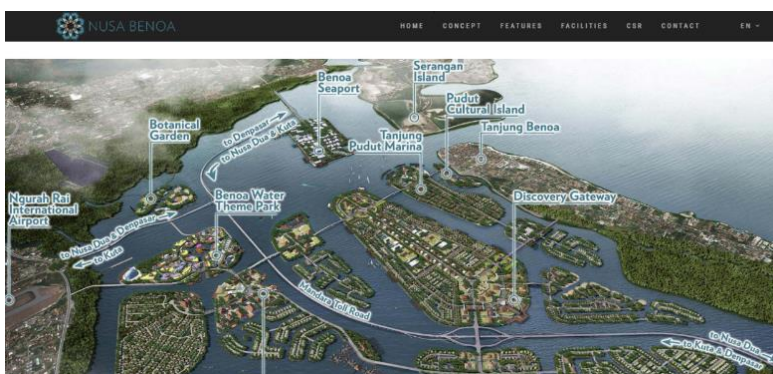 NUSA BENOA
HOME CONCEPT FEATURES FACILITIES CSR CONTACT EN
Benoa
Seaport
Serangan
Island
Pudut
Cultural Island
Botanical
Garden
to Denpasar
to Nusa Dua & Kuta
Tanjung
Pudut Marina
Tanjung Benoa
Ngurah Rai
International
Airport
Benoa Water
Theme Park
Discovery Gateway
to Nusa Dua & Denpasar
to Kuta
Mandara Toll Road
to Nusa Dua
to Kuta & Denpasar